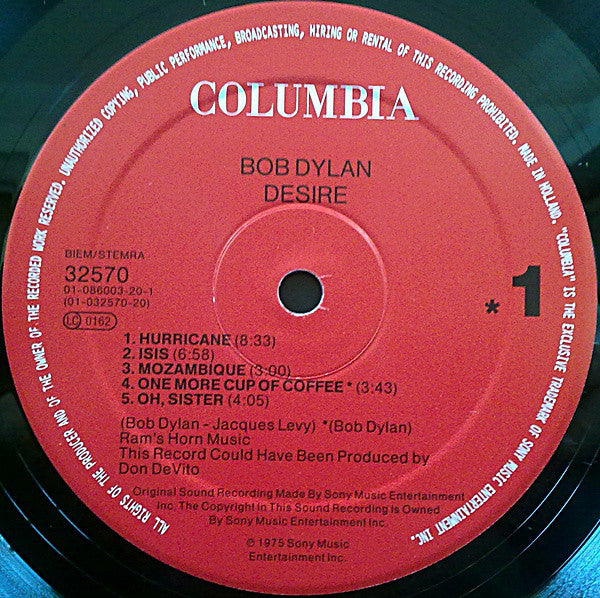 ALL RIGHTS OF THE PRODUCER AND OF THE OWNER OF THE RECORDED WORK RESERVED. UNAUTHORIZED COPYING, PUBLIC PERFORMANCE, BROADCASTING, HIRING OR RENTAL OF THIS RECORDING PROHIBITED. MADE IN HOLLAND. "COLUMBIA" IS THE EXCLUSIVE TRADEMARK OF SONY MUSIC ENTERTAINMENT INC.
COLUMBIA
BOB DYLAN
DESIRE
BIEM/STEMRA
32570
01-086003-20-1
(01-032570-20)
LC 0162
* 1
1. HURRICANE (8:33)
2. ISIS (6:58)
3. MOZAMBIQUE (3:00)
4. ONE MORE CUP OF COFFEE * (3:43)
5. OH, SISTER (4:05)
(Bob Dylan - Jacques Levy) *(Bob Dylan)
Ram's Horn Music
This Record Could Have Been Produced by
Don DeVito
Original Sound Recording Made By Sony Music Entertainment
Inc. The Copyright In This Sound Recording Is Owned
By Sony Music Entertainment Inc.
© 1975 Sony Music
Entertainment Inc.